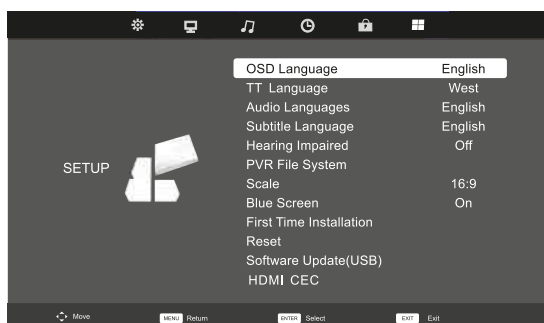 OSD Language English
TT Language West
Audio Languages English
Subtitle Language English
Hearing Impaired Off
SETUP
PVR File System
Scale 16:9
Blue Screen On
First Time Installation
Reset
Software Update(USB)
HDMI CEC
Move MENU Return ENTER Select EXIT Exit